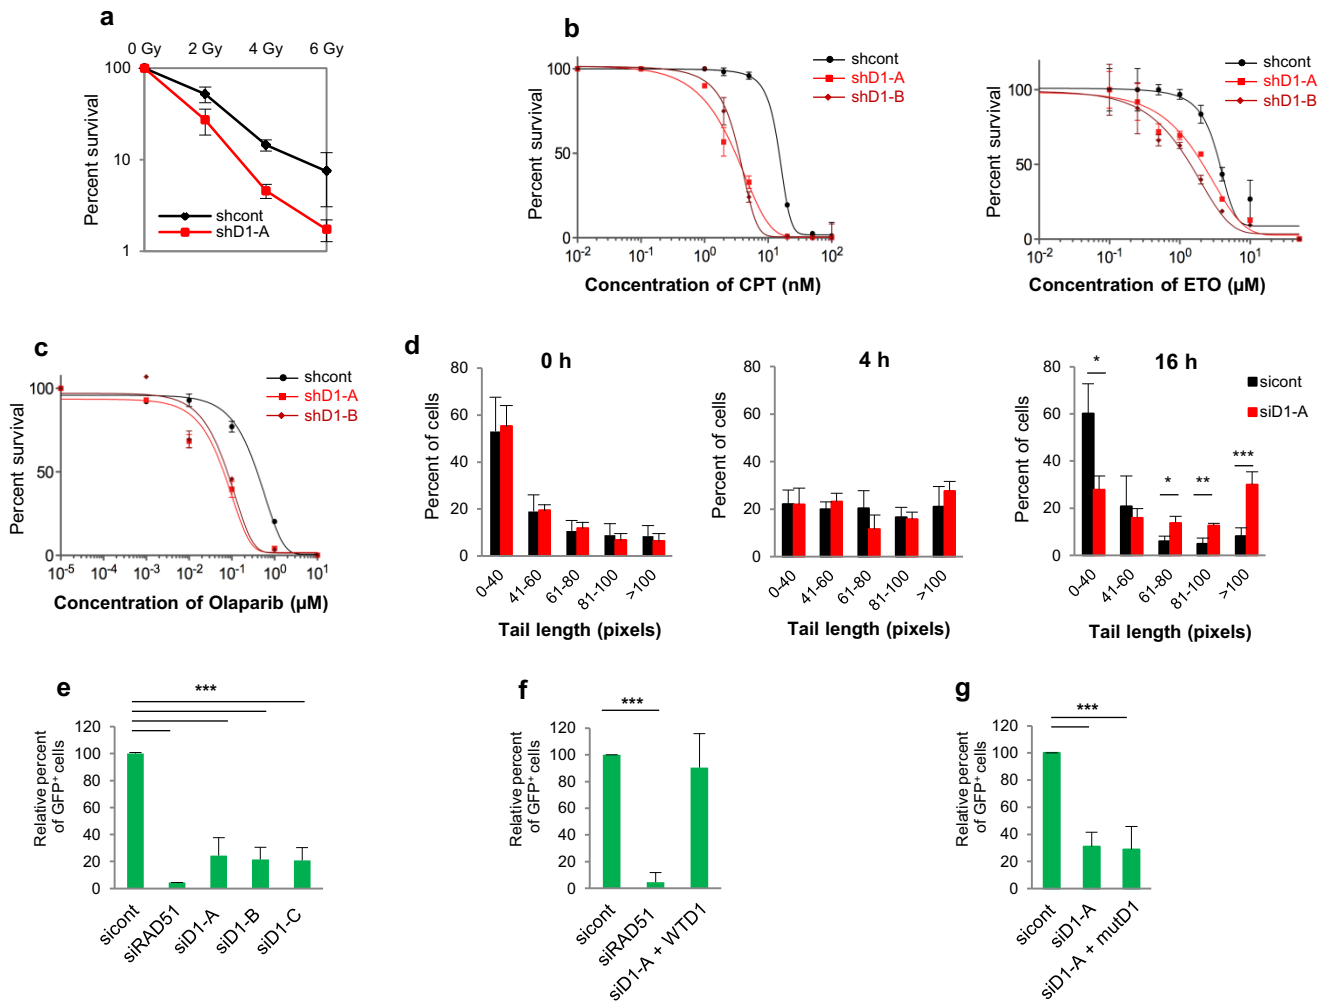 a
0 Gy 2 Gy 4 Gy 6 Gy
100
10
1
Percent survival
shcont
shD1-A
b
100
50
0
Percent survival
10-2 10-1 100 101 102
Concentration of CPT (nM)
shcont
shD1-A
shD1-B
100
50
0
Percent survival
10-2 10-1 100 101
Concentration of ETO (µM)
shcont
shD1-A
shD1-B
c
100
50
0
Percent survival
10-5 10-4 10-3 10-2 10-1 100 101
Concentration of Olaparib (µM)
shcont
shD1-A
shD1-B
d
0 h
80
60
40
20
0
Percent of cells
0-40 41-60 61-80 81-100 >100
Tail length (pixels)
4 h
80
60
40
20
0
Percent of cells
0-40 41-60 61-80 81-100 >100
Tail length (pixels)
16 h
80
60
40
20
0
Percent of cells
* * ** ***
0-40 41-60 61-80 81-100 >100
Tail length (pixels)
sicont
siD1-A
e
***
120
100
80
60
40
20
0
Relative percent
of GFP+ cells
sicont siRAD51 siD1-A siD1-B siD1-C
f
***
120
100
80
60
40
20
0
Relative percent
of GFP+ cells
sicont siRAD51 siD1-A + WTD1
g
***
120
100
80
60
40
20
0
Relative percent
of GFP+ cells
sicont siD1-A siD1-A + mutD1